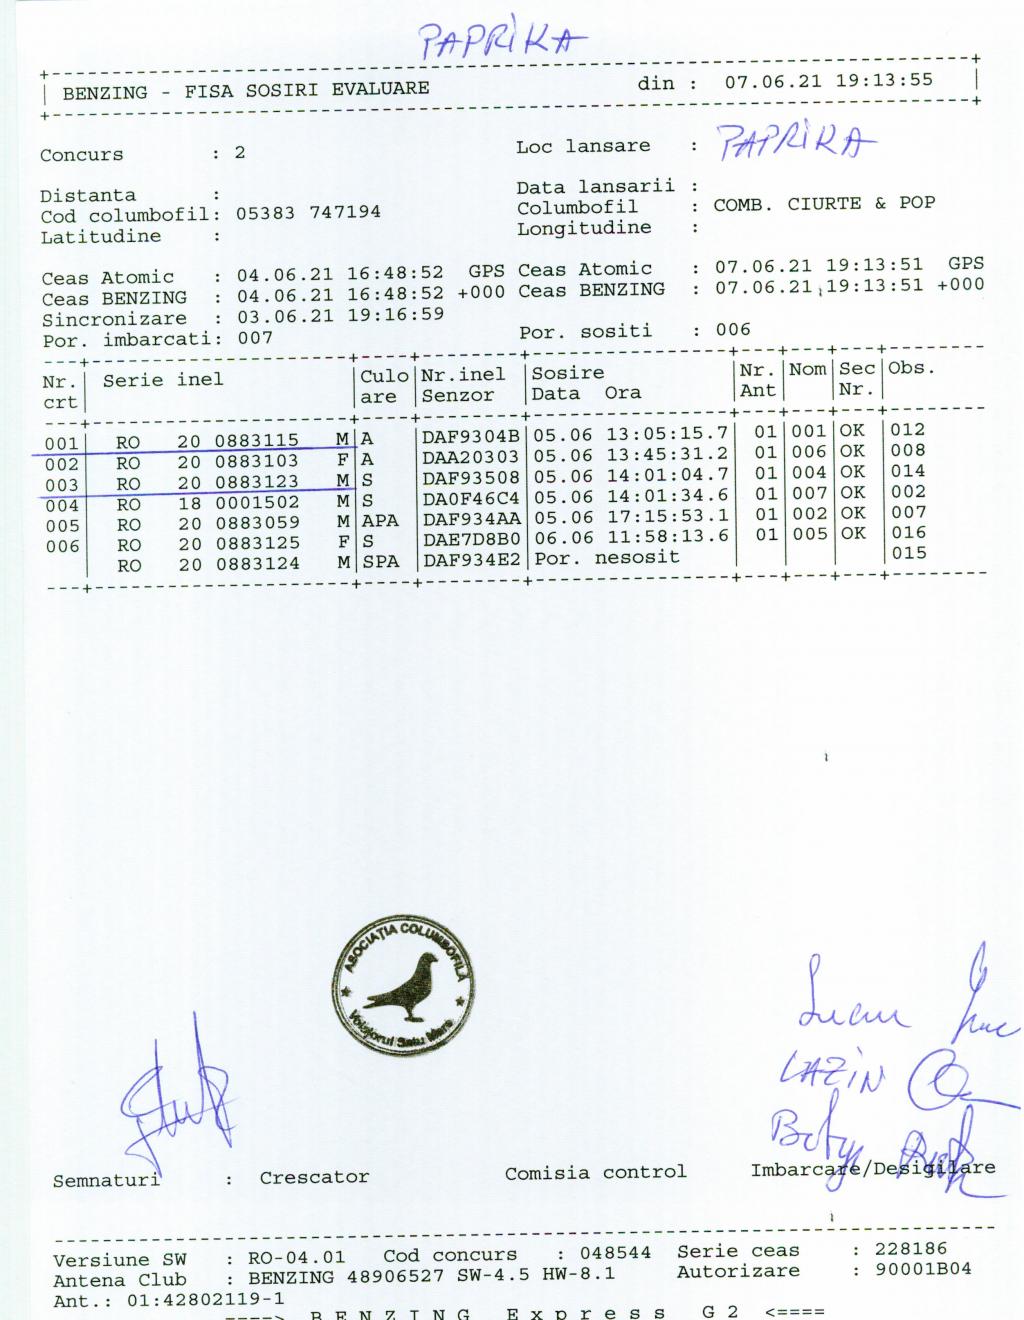 PAPRIKA
BENZING - FISA SOSIRI EVALUARE din : 07.06.21 19:13:55
Concurs : 2 Loc lansare : PAPRIKA
Distanta : Data lansarii :
Cod columbofil: 05383 747194 Columbofil : COMB. CIURTE & POP
Latitudine : Longitudine :
Ceas Atomic : 04.06.21 16:48:52 GPS Ceas Atomic : 07.06.21 19:13:51 GPS
Ceas BENZING : 04.06.21 16:48:52 +000 Ceas BENZING : 07.06.21 19:13:51 +000
Sincronizare : 03.06.21 19:16:59
Por. imbarcati: 007 Por. sositi : 006
Nr. Serie inel Culo Nr.inel Sosire Nr. Nom Sec Obs.
crt are Senzor Data Ora Ant Nr.
001 RO 20 0883115 M A DAF9304B 05.06 13:05:15.7 01 001 OK 012
002 RO 20 0883103 F A DAA20303 05.06 13:45:31.2 01 006 OK 008
003 RO 20 0883123 M S DAF93508 05.06 14:01:04.7 01 004 OK 014
004 RO 18 0001502 M S DA0F46C4 05.06 14:01:34.6 01 007 OK 002
005 RO 20 0883059 M APA DAF934AA 05.06 17:15:53.1 01 002 OK 007
006 RO 20 0883125 F S DAE7D8B0 06.06 11:58:13.6 01 005 OK 016
RO 20 0883124 M SPA DAF934E2 Por. nesosit 015
ASOCIAŢIA COLUMBOFILĂ
Voiajorul Satu Mare
LAZIN
Semnaturi : Crescator Comisia control Imbarcare/Desigilare
Versiune SW : RO-04.01 Cod concurs : 048544 Serie ceas : 228186
Antena Club : BENZING 48906527 SW-4.5 HW-8.1 Autorizare : 90001B04
Ant.: 01:42802119-1
----> B E N Z I N G E x p r e s s G 2 <====